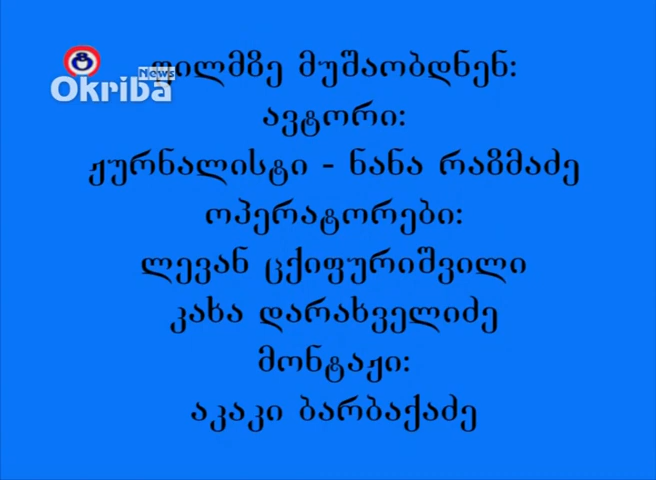 News
Okriba
ფილმზე მუშაობდნენ:
ავტორი:
ჟურნალისტი - ნანა რაზმაძე
ოპერატორები:
ლევან ცქიფურიშვილი
კახა დარახველიძე
მონტაჟი:
აკაკი ბარბაქაძე